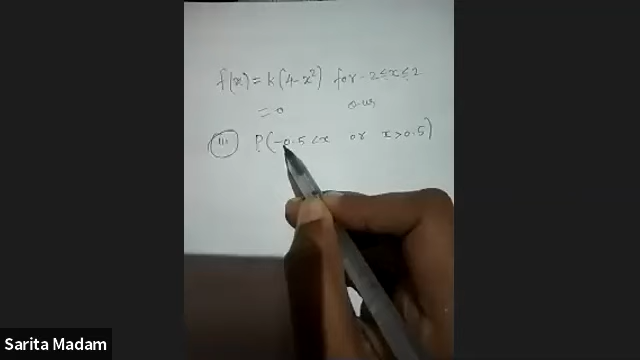 f(x) = k(4-x²) for -2 ≤ x ≤ 2
= 0 o.w
(iii) P(-0.5 < x or x > 0.5)
Sarita Madam